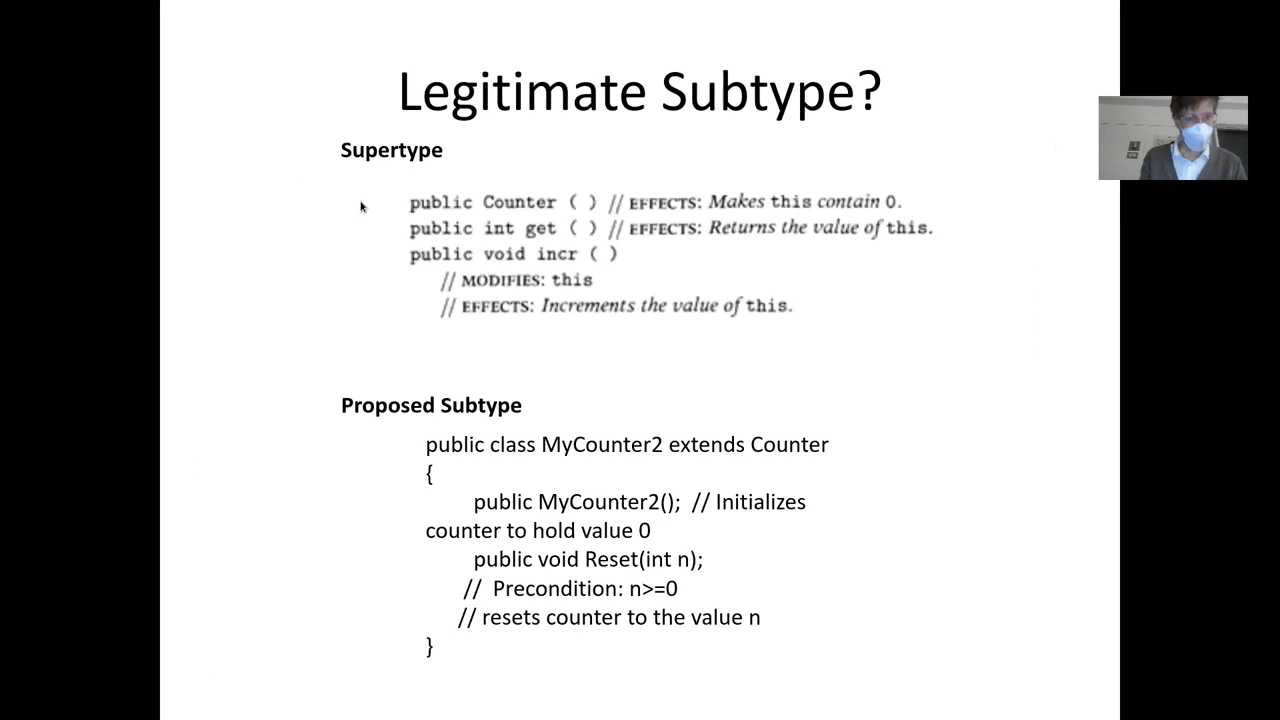 Legitimate Subtype?
Supertype
public Counter ( ) // EFFECTS: Makes this contain 0.
public int get ( ) // EFFECTS: Returns the value of this.
public void incr ( )
// MODIFIES: this
// EFFECTS: Increments the value of this.
Proposed Subtype
public class MyCounter2 extends Counter
{
public MyCounter2(); // Initializes
counter to hold value 0
public void Reset(int n);
// Precondition: n>=0
// resets counter to the value n
}